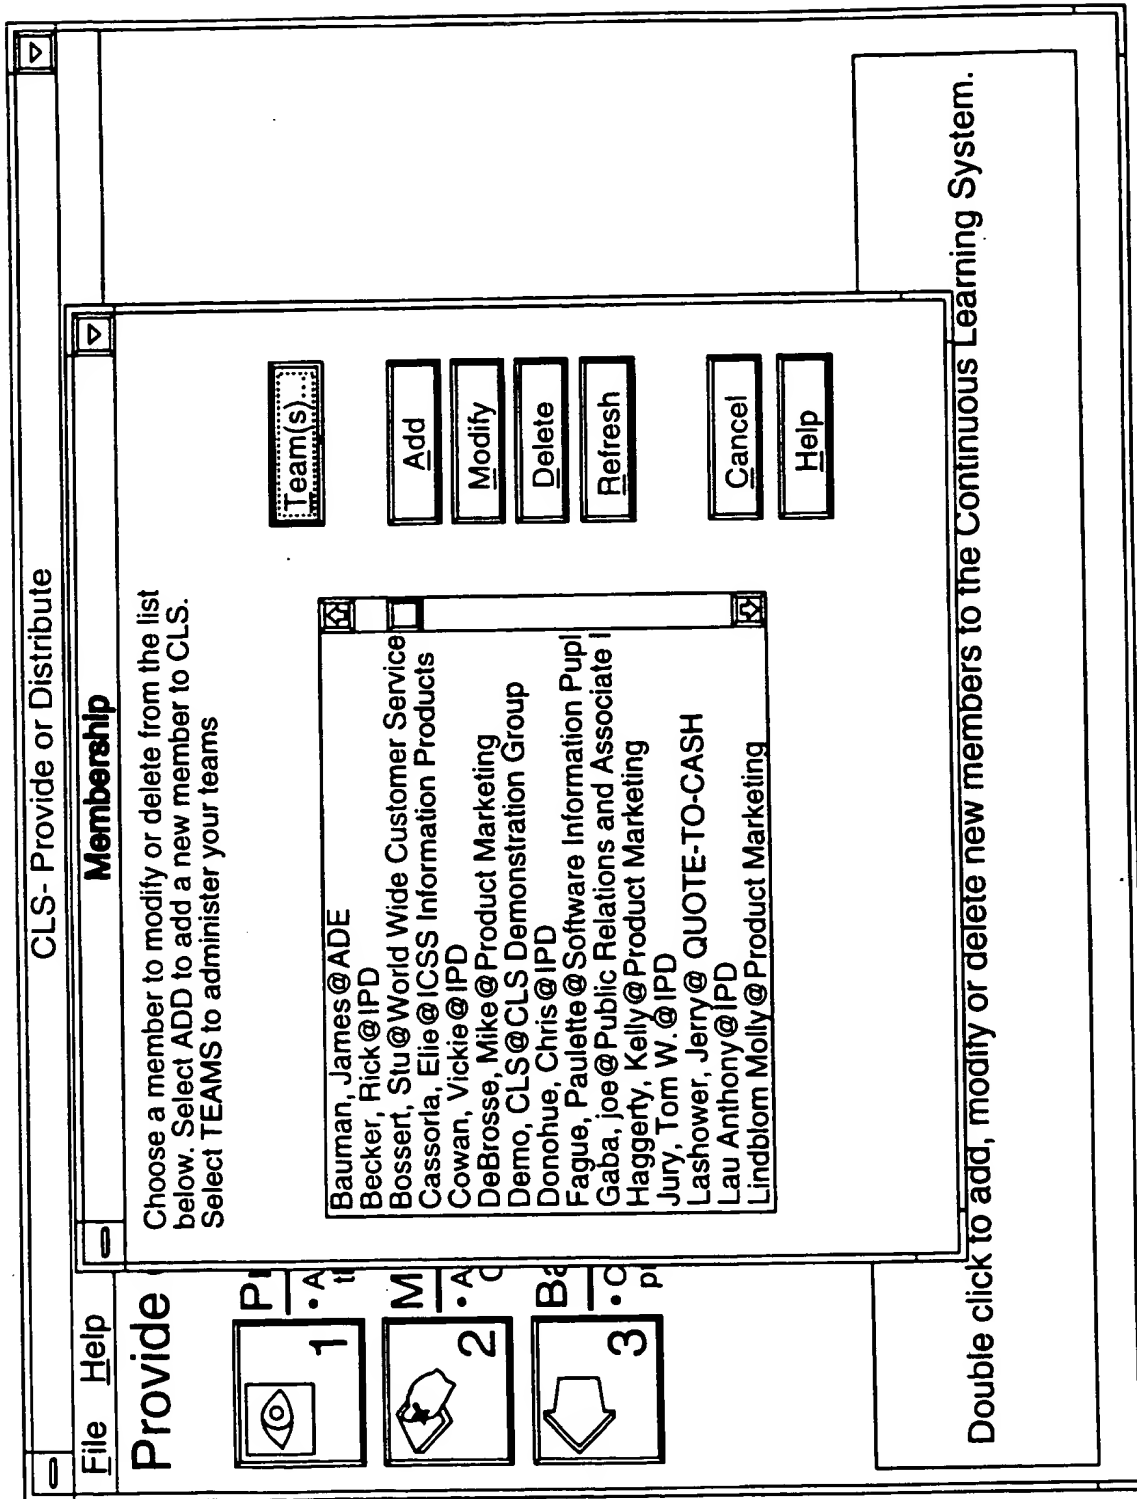 CLS- Provide or Distribute
File Help
Membership
Provide
Choose a member to modify or delete from the list
below. Select ADD to add a new member to CLS.
Select TEAMS to administer your teams
Team(s)...
1
2
3
Bauman, James@ADE
Becker, Rick@IPD
Bossert, Stu@World Wide Customer Service
Cassorla, Elie@ICSS Information Products
Cowan, Vickie@IPD
DeBrosse, Mike@Product Marketing
Demo, CLS@CLS Demonstration Group
Donohue, Chris@IPD
Fague, Paulette@Software Information Pupl
Gaba, joe@Public Relations and Associate
Haggerty, Kelly@Product Marketing
Jury, Tom W.@IPD
Lashower, Jerry@ QUOTE-TO-CASH
Lau Anthony@IPD
Lindblom Molly@Product Marketing
Add
Modify
Delete
Refresh
Cancel
Help
Double click to add, modify or delete new members to the Continuous Learning System.